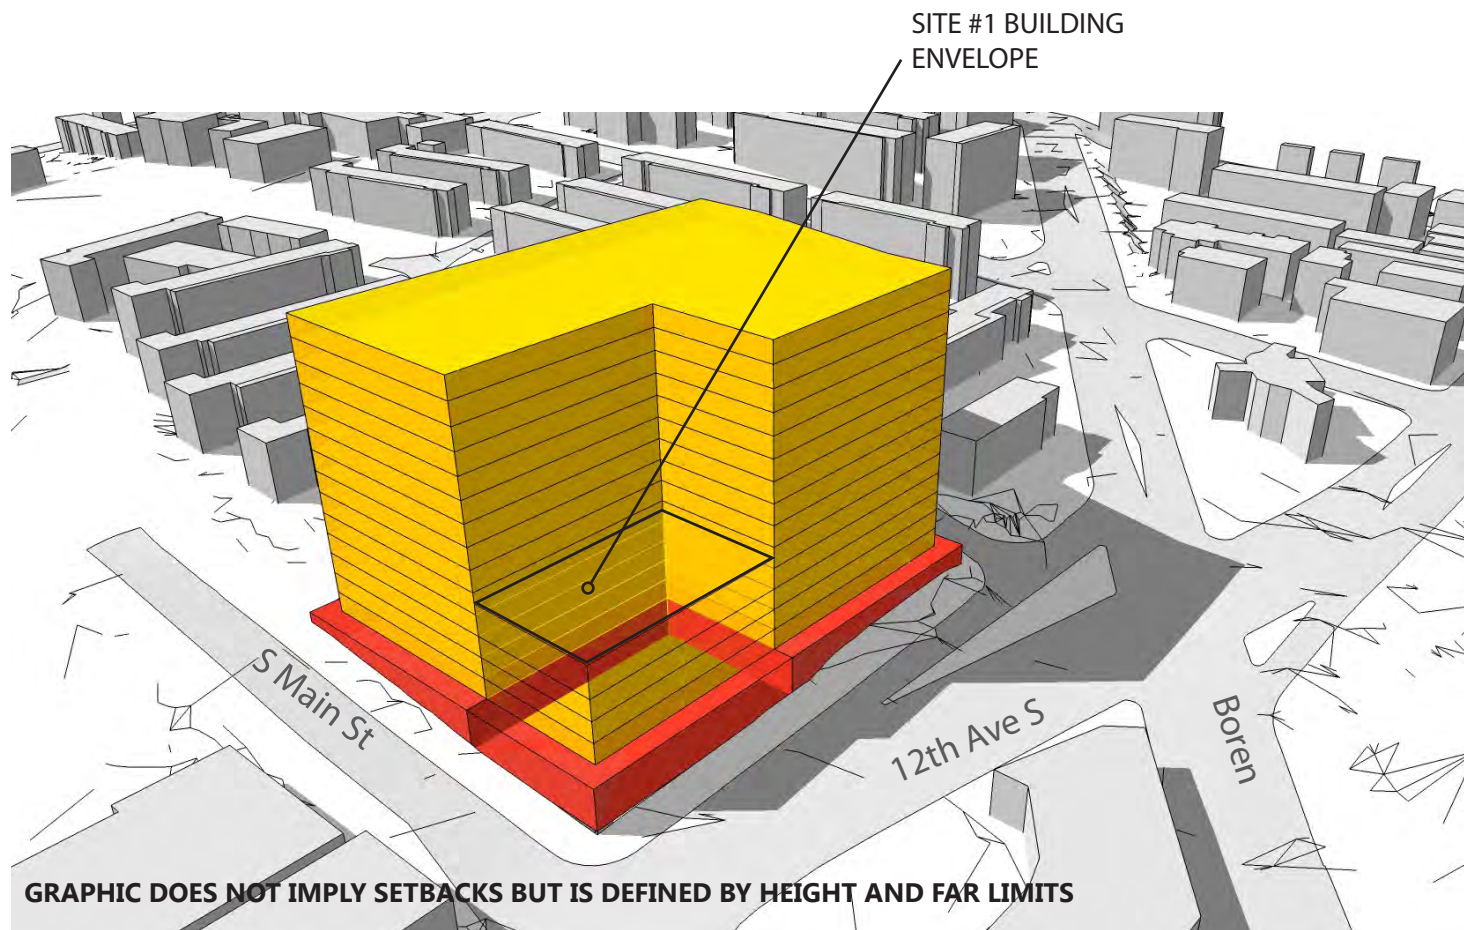 SITE #1 BUILDING
ENVELOPE
S Main St
12th Ave S
Boren
GRAPHIC DOES NOT IMPLY SETBACKS BUT IS DEFINED BY HEIGHT AND FAR LIMITS